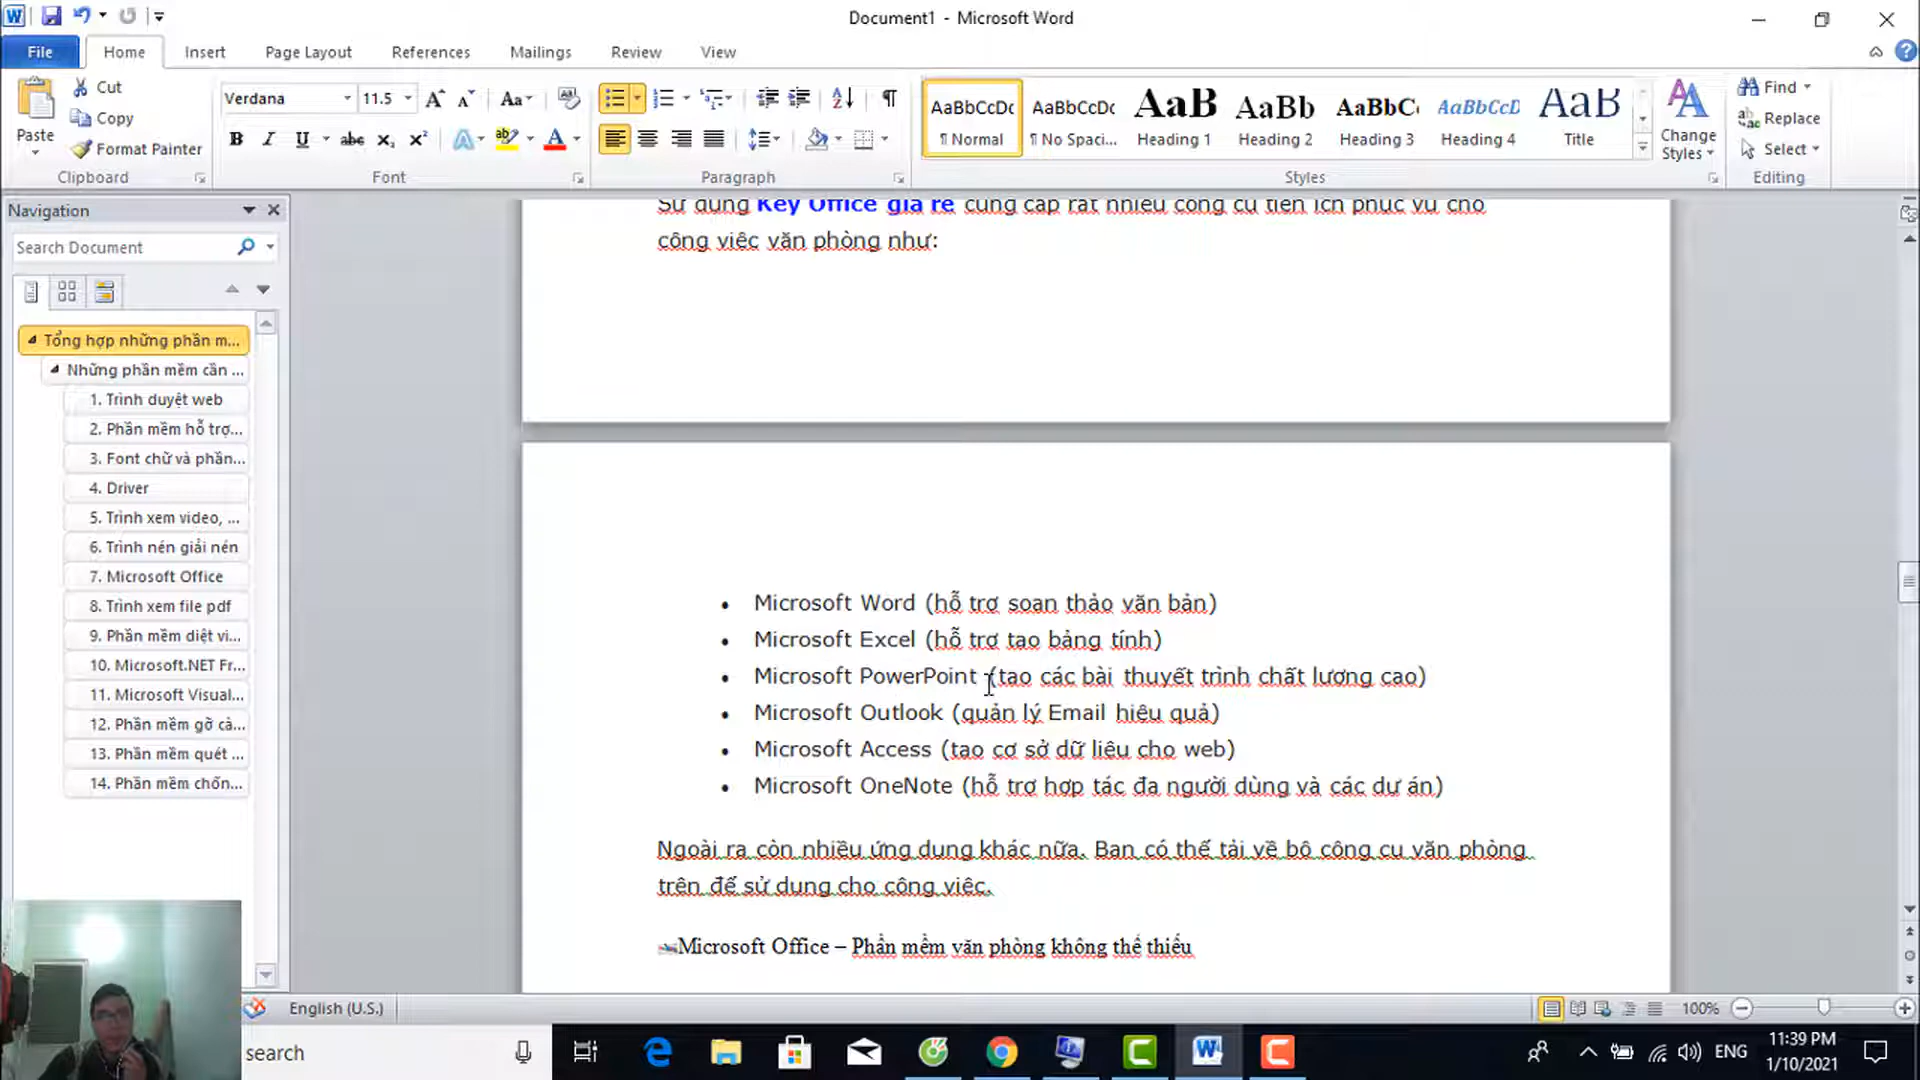 Document1 - Microsoft Word
File Home Insert Page Layout References Mailings Review View
Paste
Cut
Copy
Format Painter
Clipboard
Verdana 11.5
Font
Paragraph
AaBbCcDc AaBbCcDc AaB AaBb AaBbC AaBbCcD AaB
¶ Normal ¶ No Spaci... Heading 1 Heading 2 Heading 3 Heading 4 Title
Change
Styles
Styles
Find
Replace
Select
Editing
Navigation
Search Document
Tổng hợp những phần m...
Những phần mềm cần ...
1. Trình duyệt web
2. Phần mềm hỗ trợ...
3. Font chữ và phần...
4. Driver
5. Trình xem video, ...
6. Trình nén giải nén
7. Microsoft Office
8. Trình xem file pdf
9. Phần mềm diệt vi...
10. Microsoft.NET Fr...
11. Microsoft Visual...
12. Phần mềm gỡ cà...
13. Phần mềm quét ...
14. Phần mềm chốn...
Sử dụng Key Office giá rẻ cung cấp rất nhiều công cụ tiện ích phục vụ cho
công việc văn phòng như:
• Microsoft Word (hỗ trợ soạn thảo văn bản)
• Microsoft Excel (hỗ trợ tạo bảng tính)
• Microsoft PowerPoint (tạo các bài thuyết trình chất lượng cao)
• Microsoft Outlook (quản lý Email hiệu quả)
• Microsoft Access (tạo cơ sở dữ liệu cho web)
• Microsoft OneNote (hỗ trợ hợp tác đa người dùng và các dự án)
Ngoài ra còn nhiều ứng dụng khác nữa. Bạn có thể tải về bộ công cụ văn phòng
trên để sử dụng cho công việc.
Microsoft Office – Phần mềm văn phòng không thể thiếu
English (U.S.)
100%
search
ENG
11:39 PM
1/10/2021